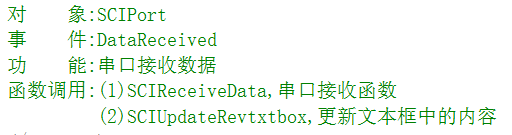 对    象:SCIPort
事    件:DataReceived
功    能:串口接收数据
函数调用:(1)SCIReceiveData,串口接收函数
(2)SCIUpdateRevtxtbox,更新文本框中的内容